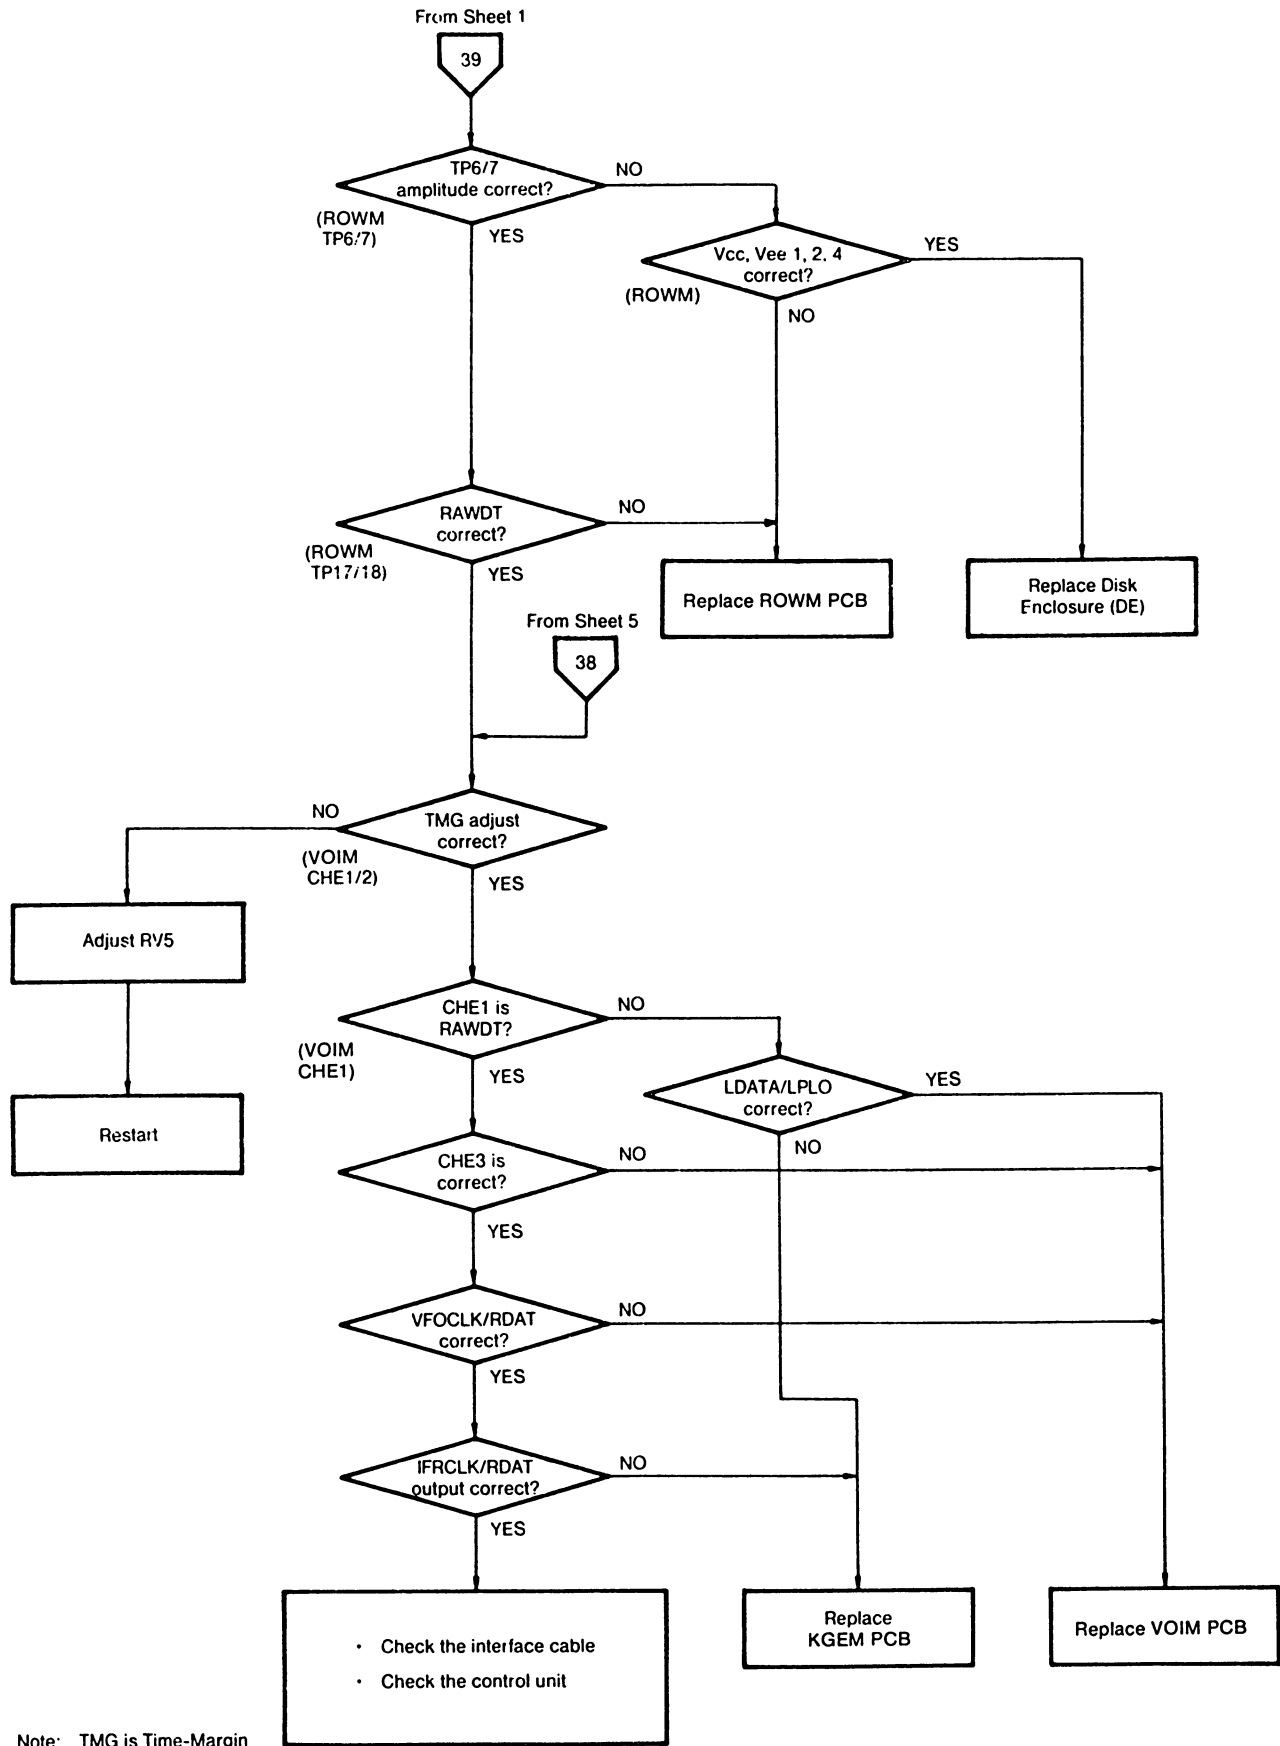 From Sheet 1
39
TP6/7
amplitude correct?
NO
(ROWM
TP6/7)
YES
Vcc, Vee 1, 2, 4
correct?
YES
(ROWM)
NO
RAWDT
correct?
NO
(ROWM
TP17/18)
YES
Replace ROWM PCB
Replace Disk
Enclosure (DE)
From Sheet 5
38
NO
TMG adjust
correct?
(VOIM
CHE1/2)
YES
Adjust RV5
CHE1 is
RAWDT?
NO
(VOIM
CHE1)
YES
LDATA/LPLO
correct?
YES
NO
Restart
CHE3 is
correct?
NO
YES
VFOCLK/RDAT
correct?
NO
YES
IFRCLK/RDAT
output correct?
NO
YES
· Check the interface cable
· Check the control unit
Replace
KGEM PCB
Replace VOIM PCB
Note: TMG is Time-Margin